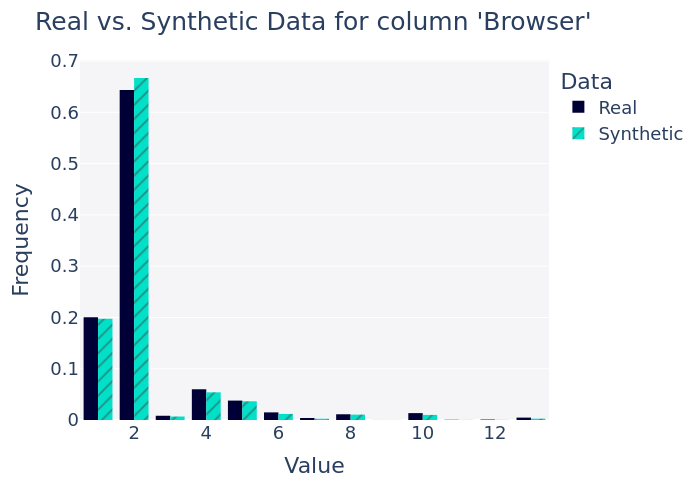 Real vs. Synthetic Data for column 'Browser'
Data
Real
Synthetic
Frequency
0.7
0.6
0.5
0.4
0.3
0.2
0.1
0
2 4 6 8 10 12
Value